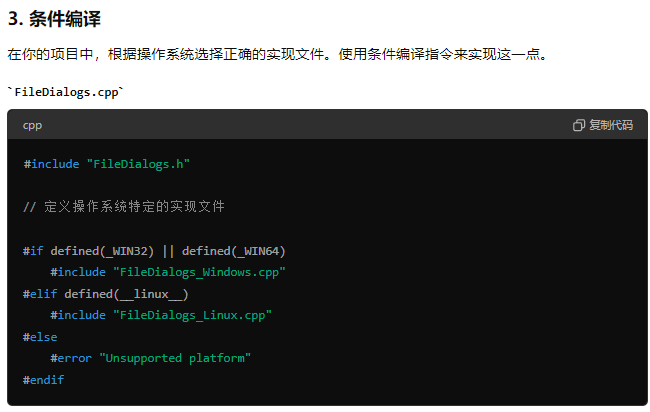 3. 条件编译
在你的项目中，根据操作系统选择正确的实现文件。使用条件编译指令来实现这一点。
`FileDialogs.cpp`
cpp 复制代码
#include "FileDialogs.h"
// 定义操作系统特定的实现文件
#if defined(_WIN32) || defined(_WIN64)
    #include "FileDialogs_Windows.cpp"
#elif defined(__linux__)
    #include "FileDialogs_Linux.cpp"
#else
    #error "Unsupported platform"
#endif